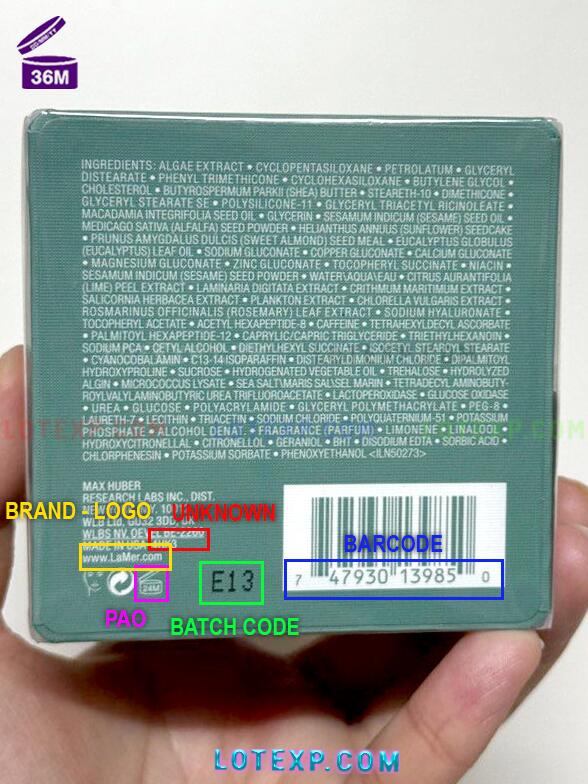 DD/MM/YY
36M
INGREDIENTS: ALGAE EXTRACT • CYCLOPENTASILOXANE • PETROLATUM • GLYCERYL
DISTEARATE • PHENYL TRIMETHICONE • CYCLOHEXASILOXANE • BUTYLENE GLYCOL •
CHOLESTEROL • BUTYROSPERMUM PARKII (SHEA) BUTTER • STEARETH-10 • DIMETHICONE
• GLYCERYL STEARATE SE • POLYSILICONE-11 • GLYCERYL TRIACETYL RICINOLEATE •
MACADAMIA INTEGRIFOLIA SEED OIL • GLYCERIN • SESAMUM INDICUM (SESAME) SEED OIL •
MEDICAGO SATIVA (ALFALFA) SEED POWDER • HELIANTHUS ANNUUS (SUNFLOWER) SEEDCAKE
• PRUNUS AMYGDALUS DULCIS (SWEET ALMOND) SEED MEAL • EUCALYPTUS GLOBULUS
(EUCALYPTUS) LEAF OIL • SODIUM GLUCONATE • COPPER GLUCONATE • CALCIUM GLUCONATE
• MAGNESIUM GLUCONATE • ZINC GLUCONATE • TOCOPHERYL SUCCINATE • NIACIN •
SESAMUM INDICUM (SESAME) SEED POWDER • WATER\AQUA\EAU • CITRUS AURANTIFOLIA
(LIME) PEEL EXTRACT • LAMINARIA DIGITATA EXTRACT • CRITHMUM MARITIMUM EXTRACT •
SALICORNIA HERBACEA EXTRACT • PLANKTON EXTRACT • CHLORELLA VULGARIS EXTRACT •
ROSMARINUS OFFICINALIS (ROSEMARY) LEAF EXTRACT • SODIUM HYALURONATE •
TOCOPHERYL ACETATE • ACETYL HEXAPEPTIDE-8 • CAFFEINE • TETRAHEXYLDECYL ASCORBATE
• PALMITOYL HEXAPEPTIDE-12 • CAPRYLIC/CAPRIC TRIGLYCERIDE • TRIETHYLHEXANOIN •
SODIUM PCA • CETYL ALCOHOL • DIETHYLHEXYL SUCCINATE • ISOCETYL STEAROYL STEARATE
• CYANOCOBALAMIN • C13-14 ISOPARAFFIN • DISTEARYLDIMONIUM CHLORIDE • DIPALMITOYL
HYDROXYPROLINE • SUCROSE • HYDROGENATED VEGETABLE OIL • TREHALOSE • HYDROLYZED
ALGIN • MICROCOCCUS LYSATE • SEA SALT\MARIS SAL\SEL MARIN • TETRADECYL AMINOBUTY-
ROYLVALYLAMINOBUTYRIC UREA TRIFLUOROACETATE • LACTOPEROXIDASE • GLUCOSE OXIDASE
• UREA • GLUCOSE • POLYACRYLAMIDE • GLYCERYL POLYMETHACRYLATE • PEG-8 •
LAURETH-7 • LECITHIN • TRIACETIN • SODIUM CHLORIDE • POLYQUATERNIUM-51 • POTASSIUM
PHOSPHATE • ALCOHOL DENAT. • FRAGRANCE (PARFUM) • LIMONENE • LINALOOL •
LOTEXP.COM LOTEXP.COM
HYDROXYCITRONELLAL • CITRONELLOL • GERANIOL • BHT • DISODIUM EDTA • SORBIC ACID •
CHLORPHENESIN • POTASSIUM SORBATE • PHENOXYETHANOL <ILN50273>
MAX HUBER
RESEARCH LABS INC., DIST.
BRAND - LOGO
UNKNOWN
WLBS NV. OEVEL BE-2260
MADE IN USA
www.LaMer.com
24M
E13
BARCODE
7 47930 13985 0
PAO
BATCH CODE
LOTEXP.COM